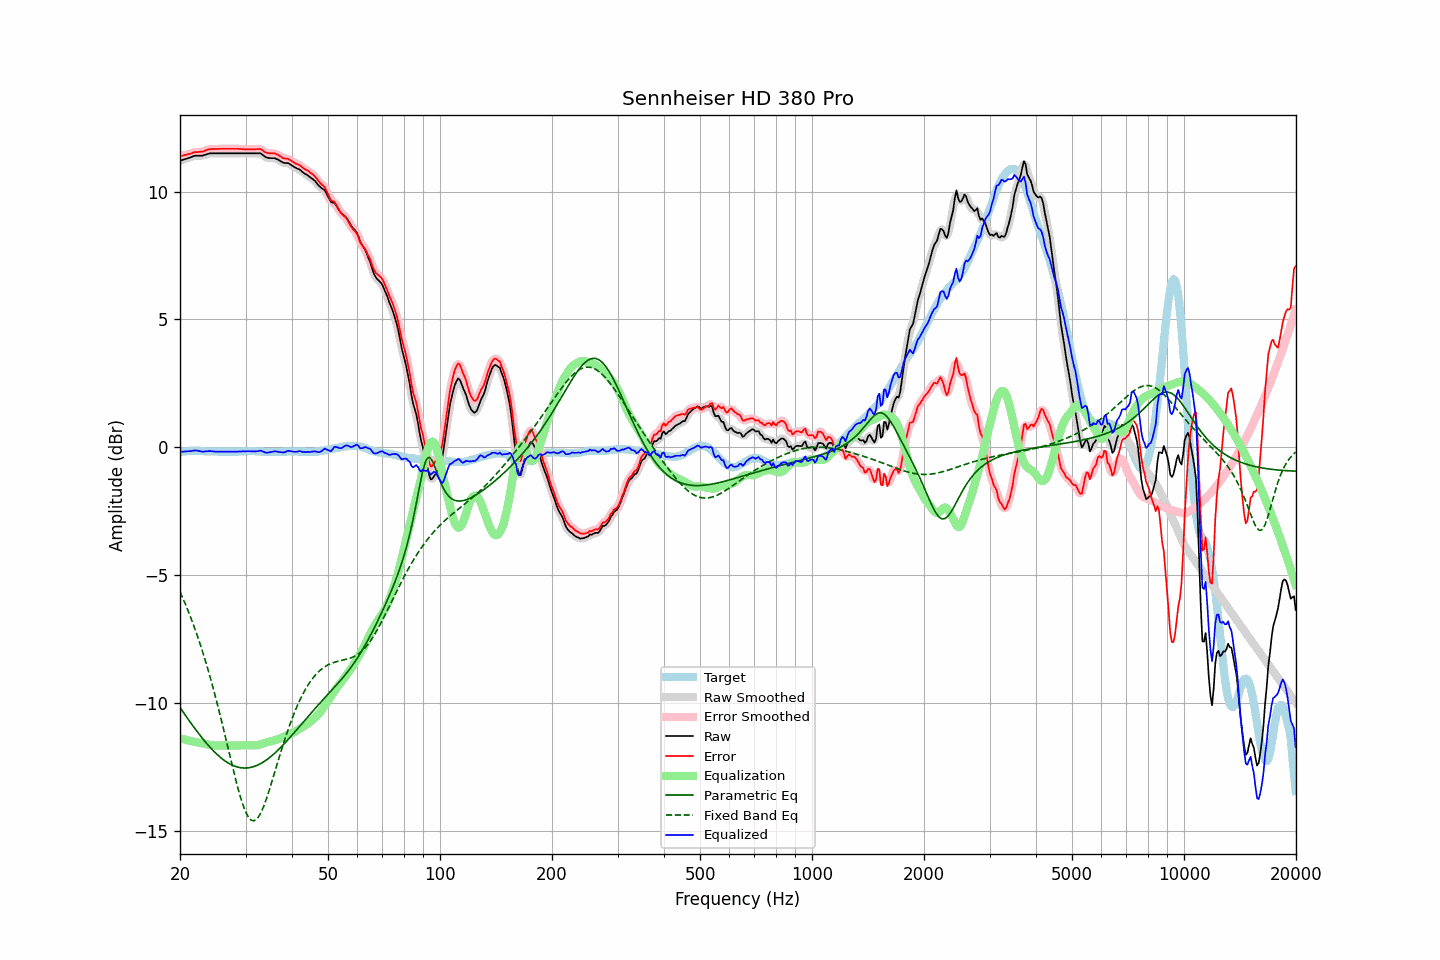 Sennheiser HD 380 Pro
Amplitude (dBr)
10
5
0
−5
−10
−15
Target
Raw Smoothed
Error Smoothed
Raw
Error
Equalization
Parametric Eq
Fixed Band Eq
Equalized
20 50 100 200 500 1000 2000 5000 10000 20000
Frequency (Hz)